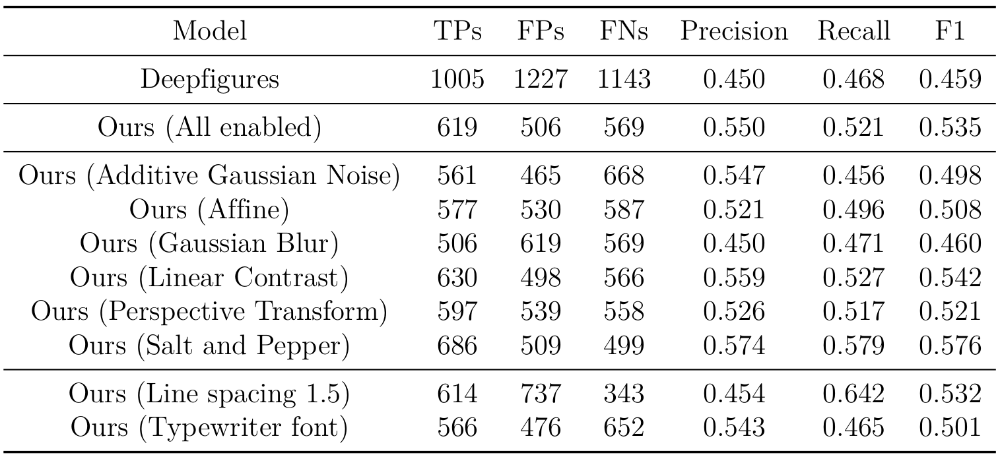 Model TPs FPs FNs Precision Recall F1
Deepfigures 1005 1227 1143 0.450 0.468 0.459
Ours (All enabled) 619 506 569 0.550 0.521 0.535
Ours (Additive Gaussian Noise) 561 465 668 0.547 0.456 0.498
Ours (Affine) 577 530 587 0.521 0.496 0.508
Ours (Gaussian Blur) 506 619 569 0.450 0.471 0.460
Ours (Linear Contrast) 630 498 566 0.559 0.527 0.542
Ours (Perspective Transform) 597 539 558 0.526 0.517 0.521
Ours (Salt and Pepper) 686 509 499 0.574 0.579 0.576
Ours (Line spacing 1.5) 614 737 343 0.454 0.642 0.532
Ours (Typewriter font) 566 476 652 0.543 0.465 0.501